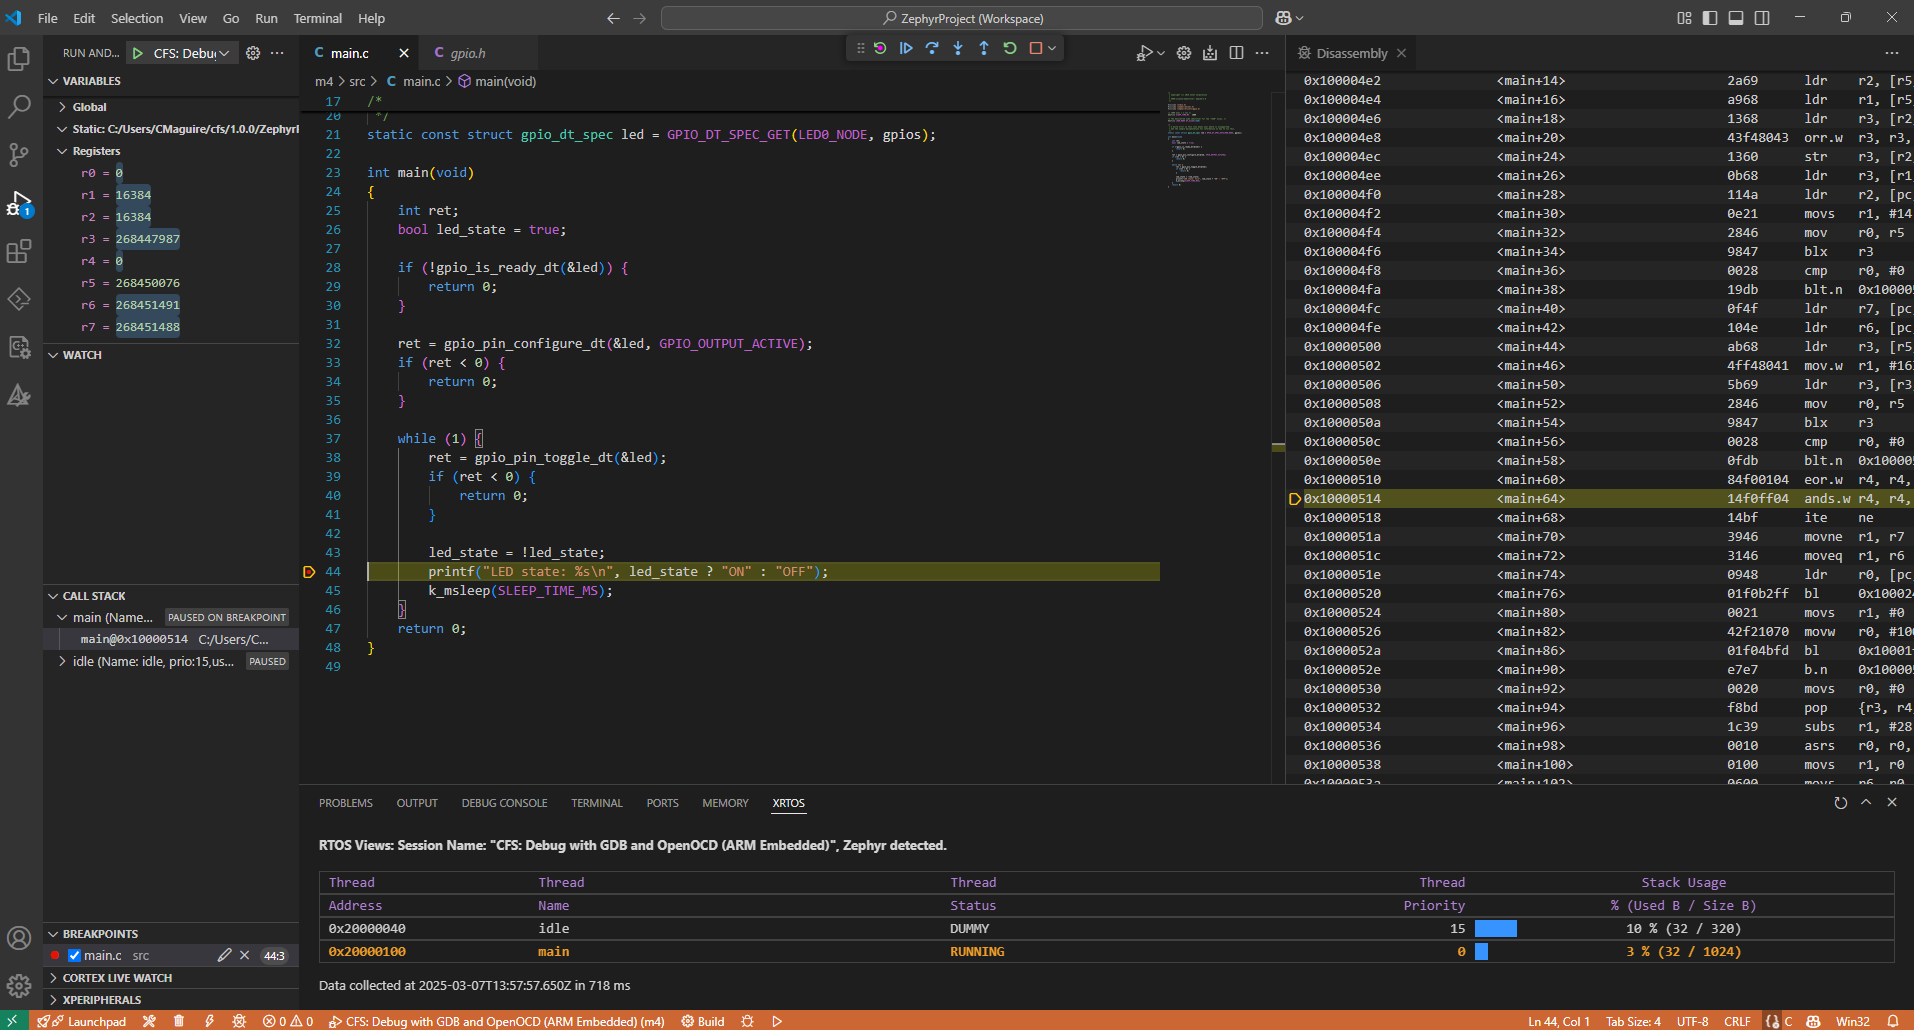 File Edit Selection View Go Run Terminal Help
ZephyrProject (Workspace)
RUN AND... CFS: Debug
main.c
gpio.h
Disassembly
VARIABLES
Global
Static: C:/Users/CMaguire/cfs/1.0.0/Zephyr
Registers
r0 = 0
r1 = 16384
r2 = 16384
r3 = 268447987
r4 = 0
r5 = 268450076
r6 = 268451491
r7 = 268451488
WATCH
CALL STACK
main (Name... PAUSED ON BREAKPOINT
main@0x10000514 C:/Users/C...
idle (Name: idle, prio:15,us... PAUSED
BREAKPOINTS
main.c src 44:3
CORTEX LIVE WATCH
XPERIPHERALS
1
m4 > src > C main.c > main(void)
17 /*
20 */
21 static const struct gpio_dt_spec led = GPIO_DT_SPEC_GET(LED0_NODE, gpios);
22
23 int main(void)
24 {
25 int ret;
26 bool led_state = true;
27
28 if (!gpio_is_ready_dt(&led)) {
29 return 0;
30 }
31
32 ret = gpio_pin_configure_dt(&led, GPIO_OUTPUT_ACTIVE);
33 if (ret < 0) {
34 return 0;
35 }
36
37 while (1) {
38 ret = gpio_pin_toggle_dt(&led);
39 if (ret < 0) {
40 return 0;
41 }
42
43 led_state = !led_state;
44 printf("LED state: %s\n", led_state ? "ON" : "OFF");
45 k_msleep(SLEEP_TIME_MS);
46 }
47 return 0;
48 }
49
0x100004e2 <main+14> 2a69 ldr r2, [r5
0x100004e4 <main+16> a968 ldr r1, [r5
0x100004e6 <main+18> 1368 ldr r3, [r2
0x100004e8 <main+20> 43f48043 orr.w r3, r3,
0x100004ec <main+24> 1360 str r3, [r2
0x100004ee <main+26> 0b68 ldr r3, [r1
0x100004f0 <main+28> 114a ldr r2, [pc
0x100004f2 <main+30> 0e21 movs r1, #14
0x100004f4 <main+32> 2846 mov r0, r5
0x100004f6 <main+34> 9847 blx r3
0x100004f8 <main+36> 0028 cmp r0, #0
0x100004fa <main+38> 19db blt.n 0x10000
0x100004fc <main+40> 0f4f ldr r7, [pc
0x100004fe <main+42> 104e ldr r6, [pc
0x10000500 <main+44> ab68 ldr r3, [r5
0x10000502 <main+46> 4ff48041 mov.w r1, #16
0x10000506 <main+50> 5b69 ldr r3, [r3
0x10000508 <main+52> 2846 mov r0, r5
0x1000050a <main+54> 9847 blx r3
0x1000050c <main+56> 0028 cmp r0, #0
0x1000050e <main+58> 0fdb blt.n 0x10000
0x10000510 <main+60> 84f00104 eor.w r4, r4,
0x10000514 <main+64> 14f0ff04 ands.w r4, r4,
0x10000518 <main+68> 14bf ite ne
0x1000051a <main+70> 3946 movne r1, r7
0x1000051c <main+72> 3146 moveq r1, r6
0x1000051e <main+74> 0948 ldr r0, [pc
0x10000520 <main+76> 01f0b2ff bl 0x10002
0x10000524 <main+80> 0021 movs r1, #0
0x10000526 <main+82> 42f21070 movw r0, #10
0x1000052a <main+86> 01f04bfd bl 0x10001
0x1000052e <main+90> e7e7 b.n 0x10000
0x10000530 <main+92> 0020 movs r0, #0
0x10000532 <main+94> f8bd pop {r3, r4
0x10000534 <main+96> 1c39 subs r1, #28
0x10000536 <main+98> 0010 asrs r0, r0,
0x10000538 <main+100> 0100 movs r1, r0
0x1000053a <main+102> 0600 movs r6, r0
PROBLEMS OUTPUT DEBUG CONSOLE TERMINAL PORTS MEMORY XRTOS
RTOS Views: Session Name: "CFS: Debug with GDB and OpenOCD (ARM Embedded)", Zephyr detected.
Thread Thread Thread Thread Stack Usage
Address Name Status Priority % (Used B / Size B)
0x20000040 idle DUMMY 15 10 % (32 / 320)
0x20000100 main RUNNING 0 3 % (32 / 1024)
Data collected at 2025-03-07T13:57:57.650Z in 718 ms
Launchpad 0 0 CFS: Debug with GDB and OpenOCD (ARM Embedded) (m4) Build Ln 44, Col 1 Tab Size: 4 UTF-8 CRLF C Win32